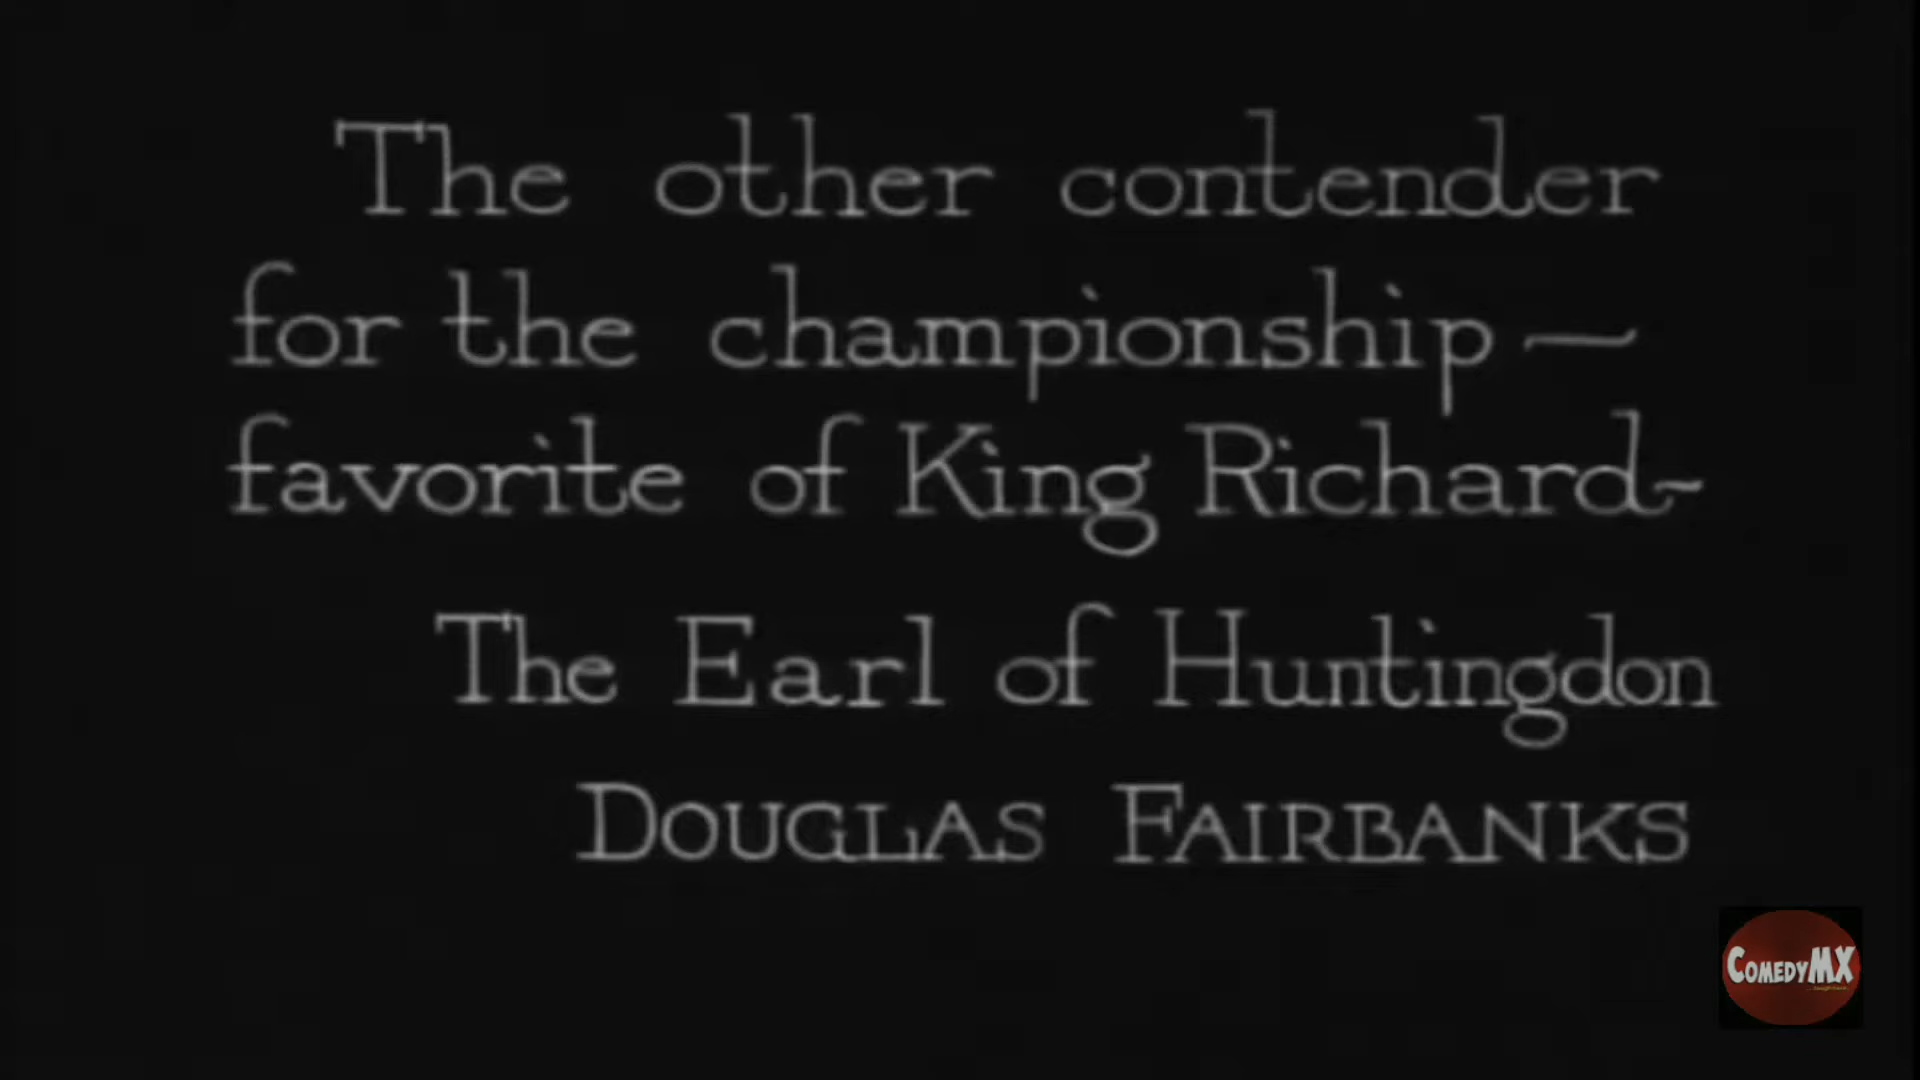 The other contender
for the championship —
favorite of King Richard ~
The Earl of Huntingdon
DOUGLAS FAIRBANKS
COMEDYMX